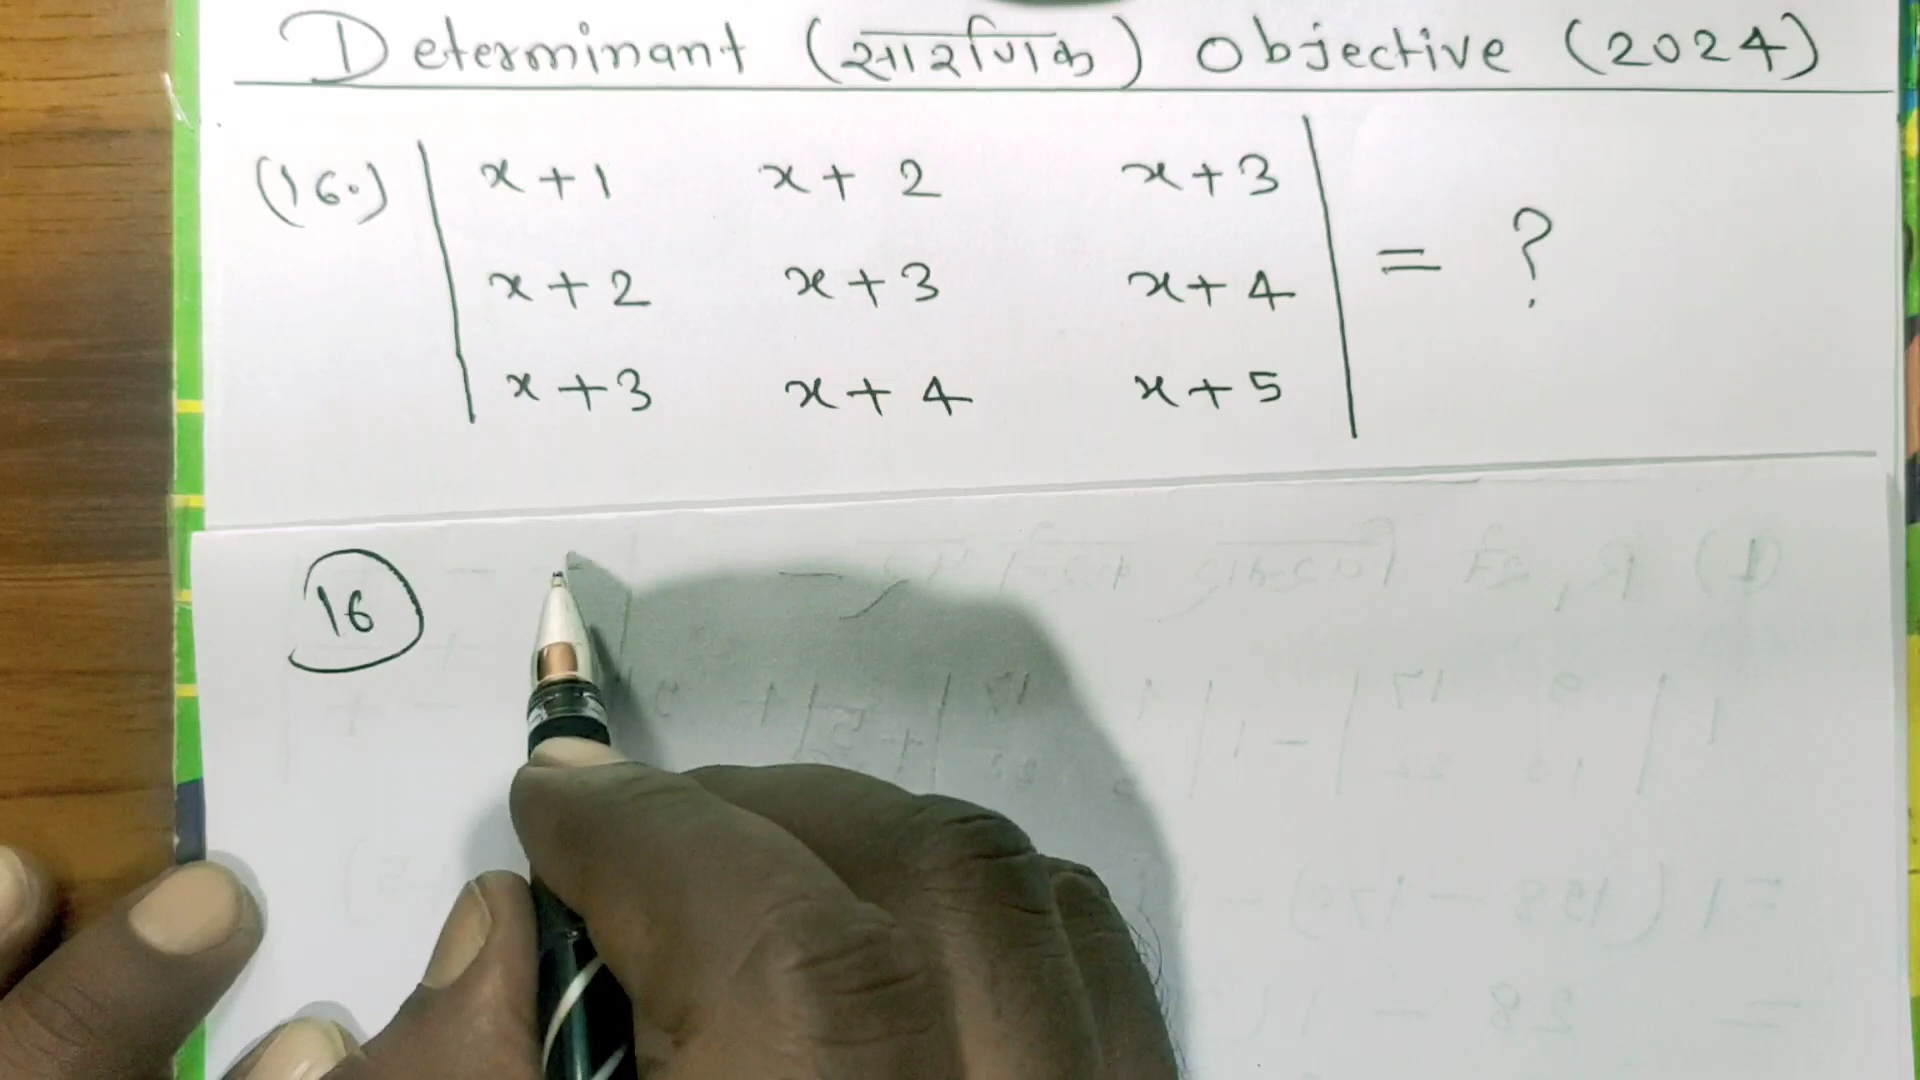 Determinant (सारणिक) Objective (2024)
(16.) | x+1 x+2 x+3 | = ?
x+2 x+3 x+4
x+3 x+4 x+5
16